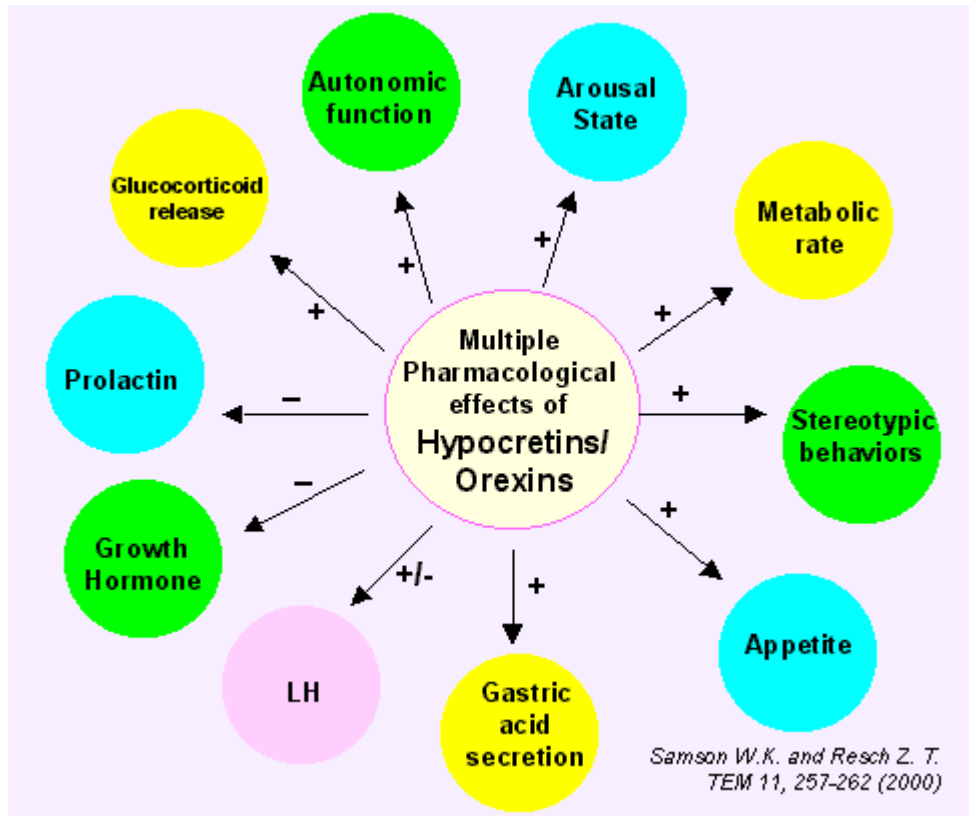 Autonomic
function
Arousal
State
Glucocorticoid
release
Metabolic
rate
+
+
+
+
Multiple
Pharmacological
effects of
Hypocretins/
Orexins
Prolactin
–
+
Stereotypic
behaviors
–
+
Growth
Hormone
+/-
+
Appetite
LH
Gastric
acid
secretion
Samson W.K. and Resch Z. T.
TEM 11, 257-262 (2000)